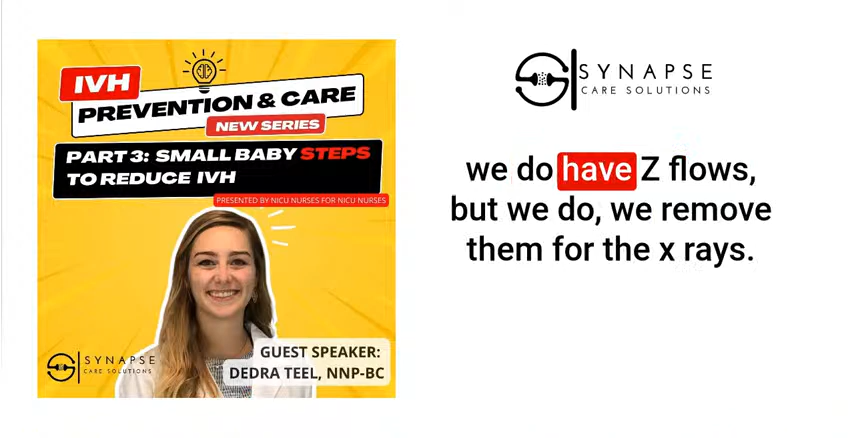 IVH
PREVENTION & CARE
NEW SERIES
PART 3: SMALL BABY STEPS
TO REDUCE IVH
PRESENTED BY NICU NURSES FOR NICU NURSES
GUEST SPEAKER:
DEDRA TEEL, NNP-BC
SYNAPSE
CARE SOLUTIONS
SYNAPSE
CARE SOLUTIONS
we do have Z flows,
but we do, we remove
them for the x rays.